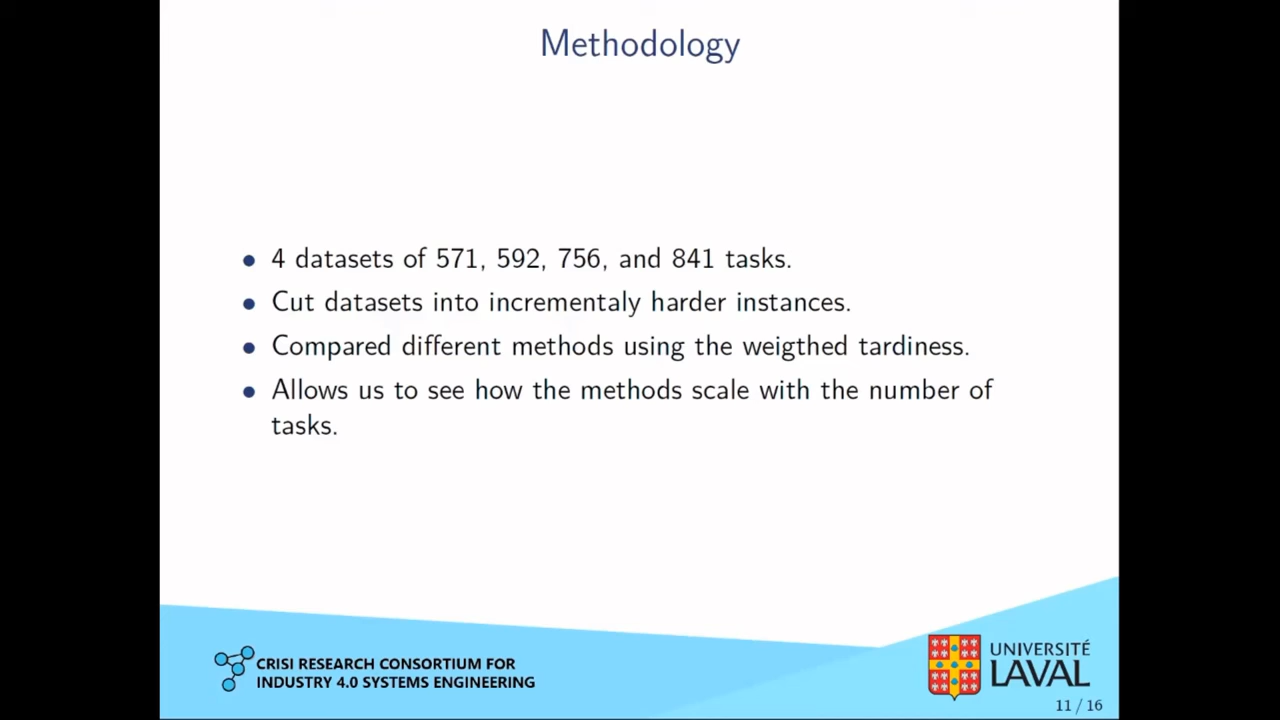 Methodology
• 4 datasets of 571, 592, 756, and 841 tasks.
• Cut datasets into incrementaly harder instances.
• Compared different methods using the weigthed tardiness.
• Allows us to see how the methods scale with the number of
tasks.
CRISI RESEARCH CONSORTIUM FOR
INDUSTRY 4.0 SYSTEMS ENGINEERING
UNIVERSITÉ
LAVAL
11 / 16